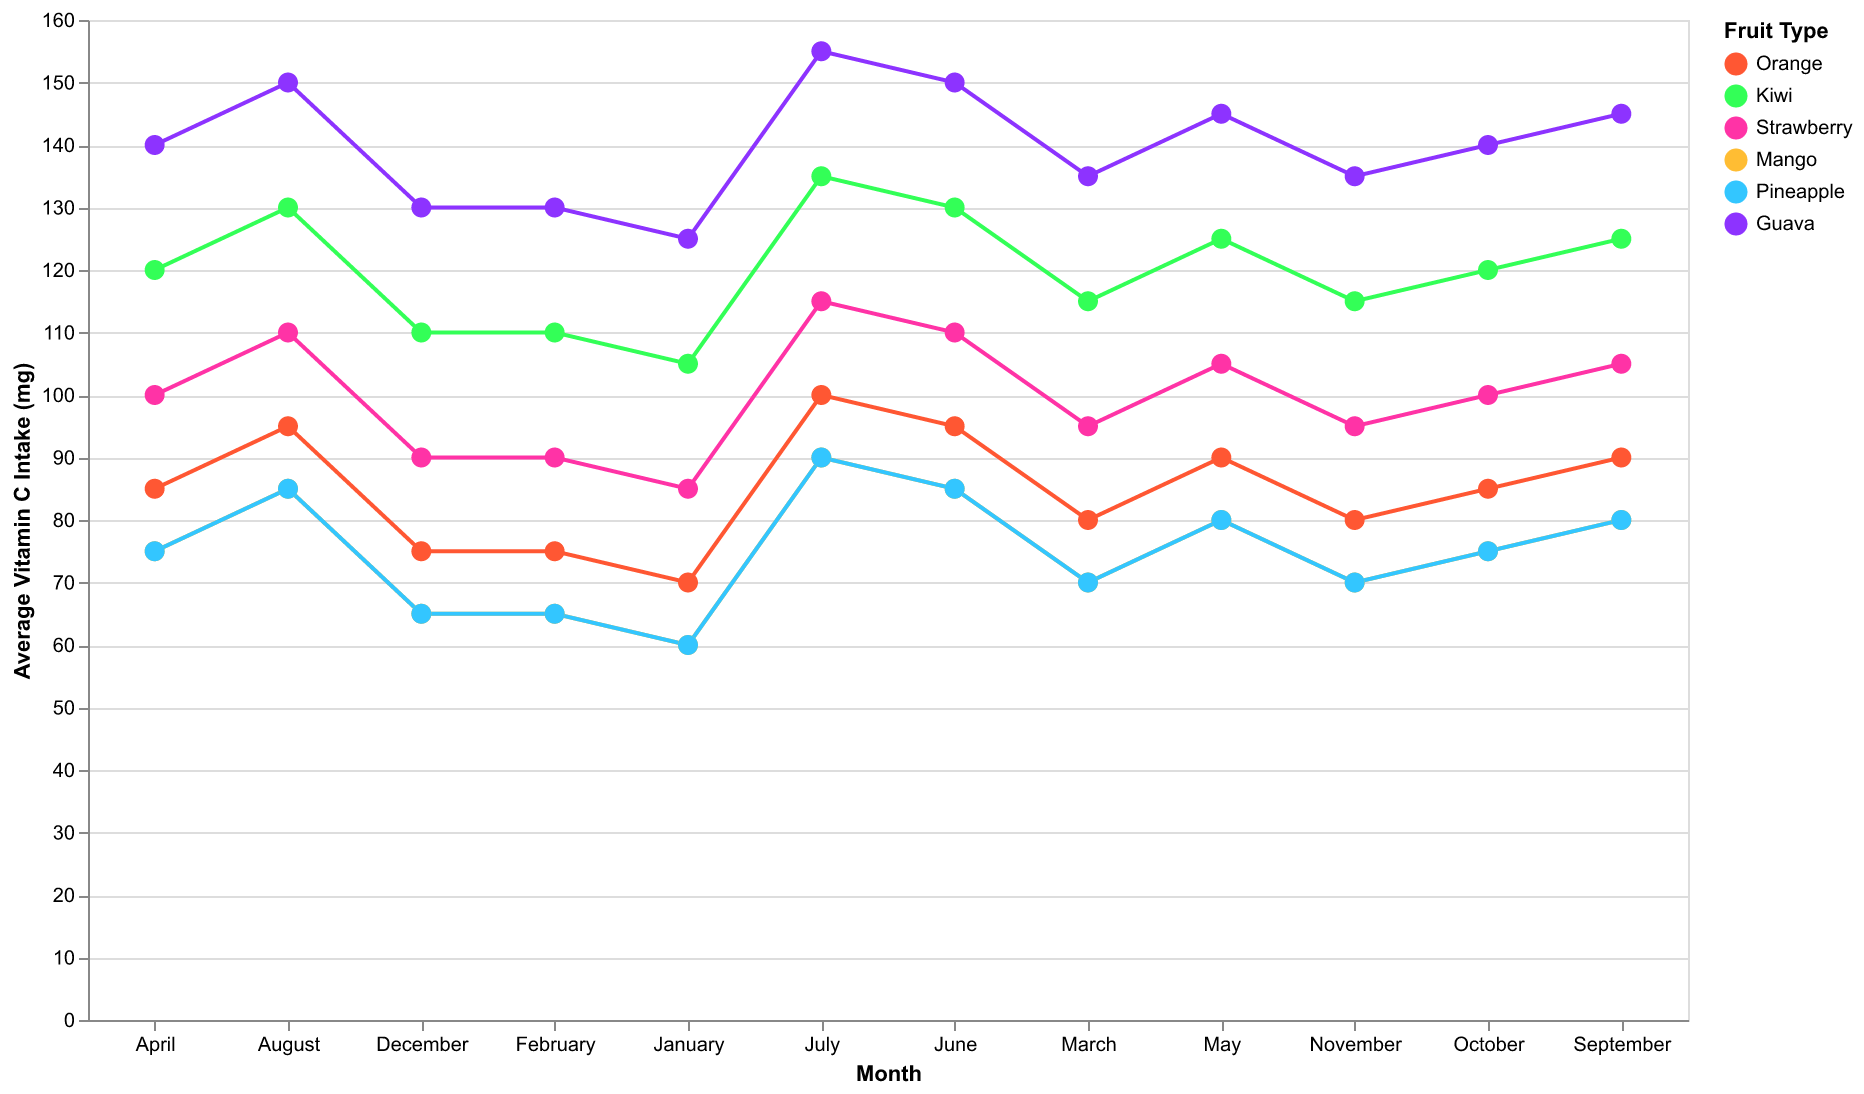 160
150
140
130
120
110
100
90
80
70
60
50
40
30
20
10
0
Average Vitamin C Intake (mg)
April August December February January July June March May November October September
Month
Fruit Type
Orange
Kiwi
Strawberry
Mango
Pineapple
Guava